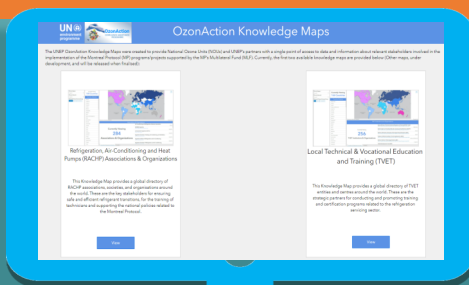 UN
environment
programme
OzonAction
OzonAction Knowledge Maps
The UNEP OzonAction Knowledge Maps were created to provide National Ozone Units (NOUs) and UNEP's partners with a single point of access to data and information about relevant stakeholders involved in the
implementation of the Montreal Protocol (MP) programs/projects supported by the MP's Multilateral Fund (MLF). Currently, the first two available knowledge maps are provided below (Other maps, under
development, and will be released when finalized):
Refrigeration, Air-Conditioning and Heat
Pumps (RACHP) Associations & Organizations
This Knowledge Map provides a global directory of
RACHP associations, societies, and organizations around
the world. These are the key stakeholders for ensuring
safe and efficient refrigerant transitions, for the training of
technicians and supporting the national policies related to
the Montreal Protocol.
View
Local Technical & Vocational Education
and Training (TVET)
This Knowledge Map provides a global directory of TVET
entities and partners around the world. These are the
strategic partners for conducting and promoting training
and certification programs related to the refrigeration
servicing sector.
View